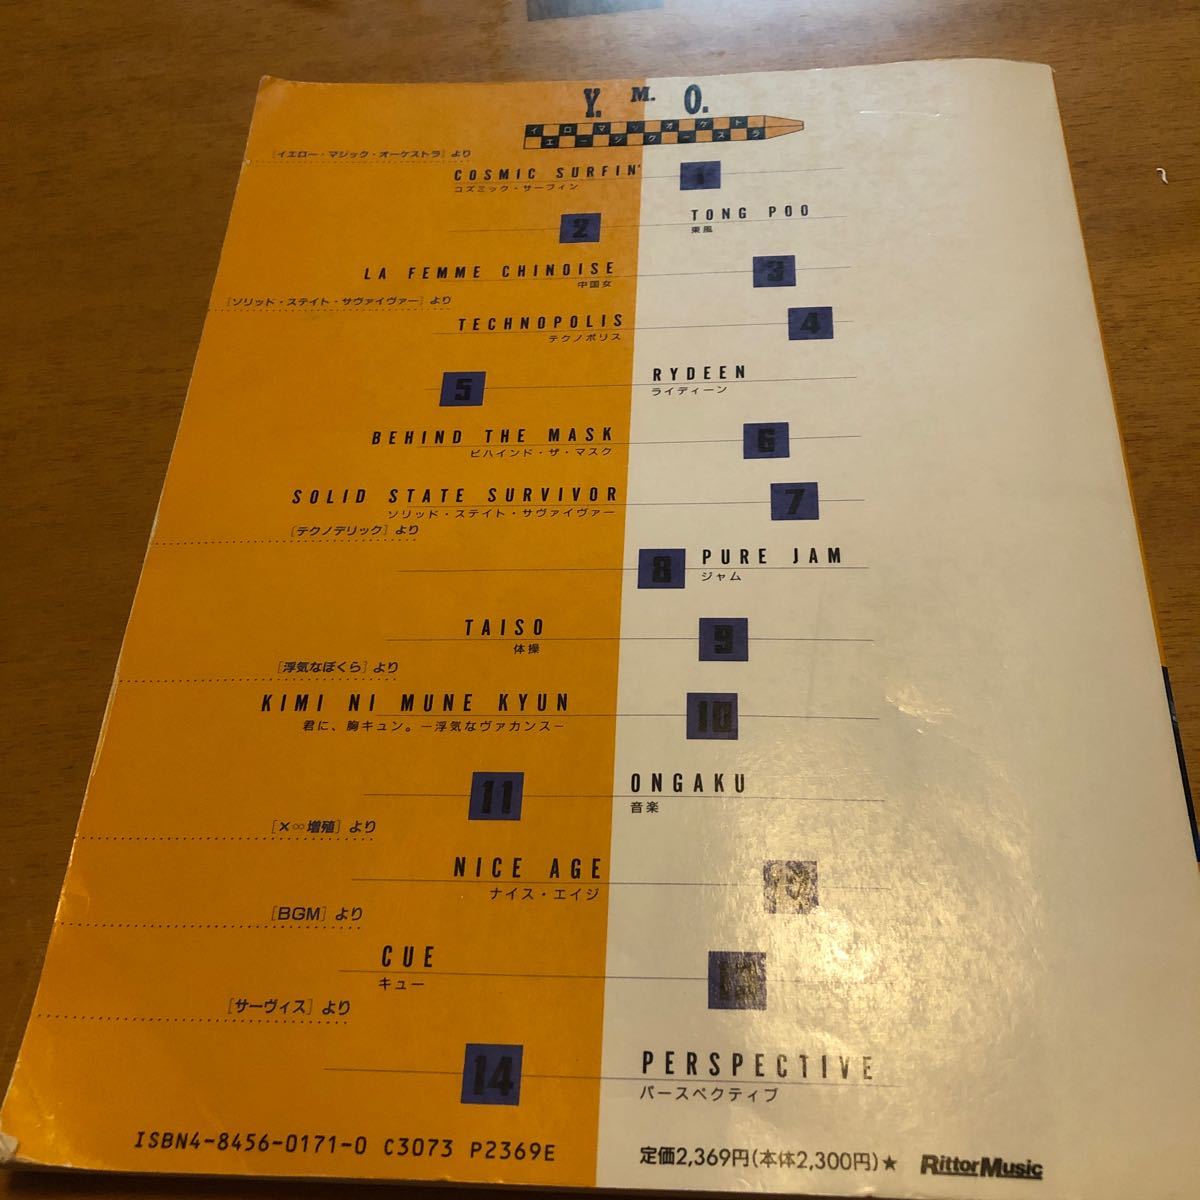 Y. M. O.
イ ロ マ ッ オ ケ ト
エ ー ジ ク ー ス ラ
[イエロー・マジック・オーケストラ] より
COSMIC SURFIN' 1
コズミック・サーフィン
2 TONG POO
東風
LA FEMME CHINOISE 3
中国女
[ソリッド・ステイト・サヴァイヴァー] より
TECHNOPOLIS 4
テクノポリス
5 RYDEEN
ライディーン
BEHIND THE MASK 6
ビハインド・ザ・マスク
SOLID STATE SURVIVOR 7
ソリッド・ステイト・サヴァイヴァー
[テクノデリック] より
8 PURE JAM
ジャム
TAISO 9
体操
[浮気なぼくら] より
KIMI NI MUNE KYUN 10
君に、胸キュン。ー浮気なヴァカンスー
11 ONGAKU
音楽
[×∞増殖] より
NICE AGE 12
ナイス・エイジ
[BGM] より
CUE 13
キュー
[サーヴィス] より
14 PERSPECTIVE
パースペクティブ
ISBN4-8456-0171-0 C3073 P2369E
定価2,369円(本体2,300円)★ RittorMusic